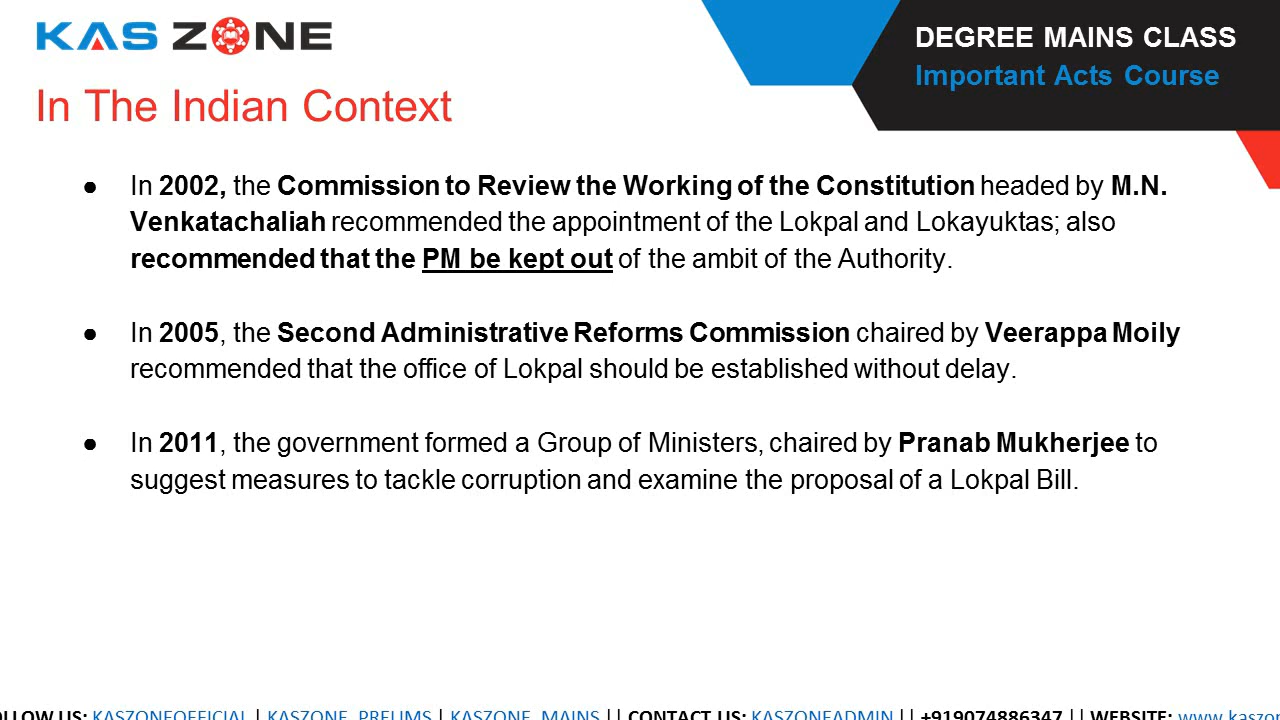 KAS ZONE
DEGREE MAINS CLASS
Important Acts Course
In The Indian Context
● In 2002, the Commission to Review the Working of the Constitution headed by M.N.
Venkatachaliah recommended the appointment of the Lokpal and Lokayuktas; also
recommended that the PM be kept out of the ambit of the Authority.
● In 2005, the Second Administrative Reforms Commission chaired by Veerappa Moily
recommended that the office of Lokpal should be established without delay.
● In 2011, the government formed a Group of Ministers, chaired by Pranab Mukherjee to
suggest measures to tackle corruption and examine the proposal of a Lokpal Bill.
OLLOW US: KASZONEOFFICIAL | KASZONE_PRELIMS | KASZONE_MAINS || CONTACT US: KASZONEADMIN || +919074886347 || WEBSITE: www.kaszon